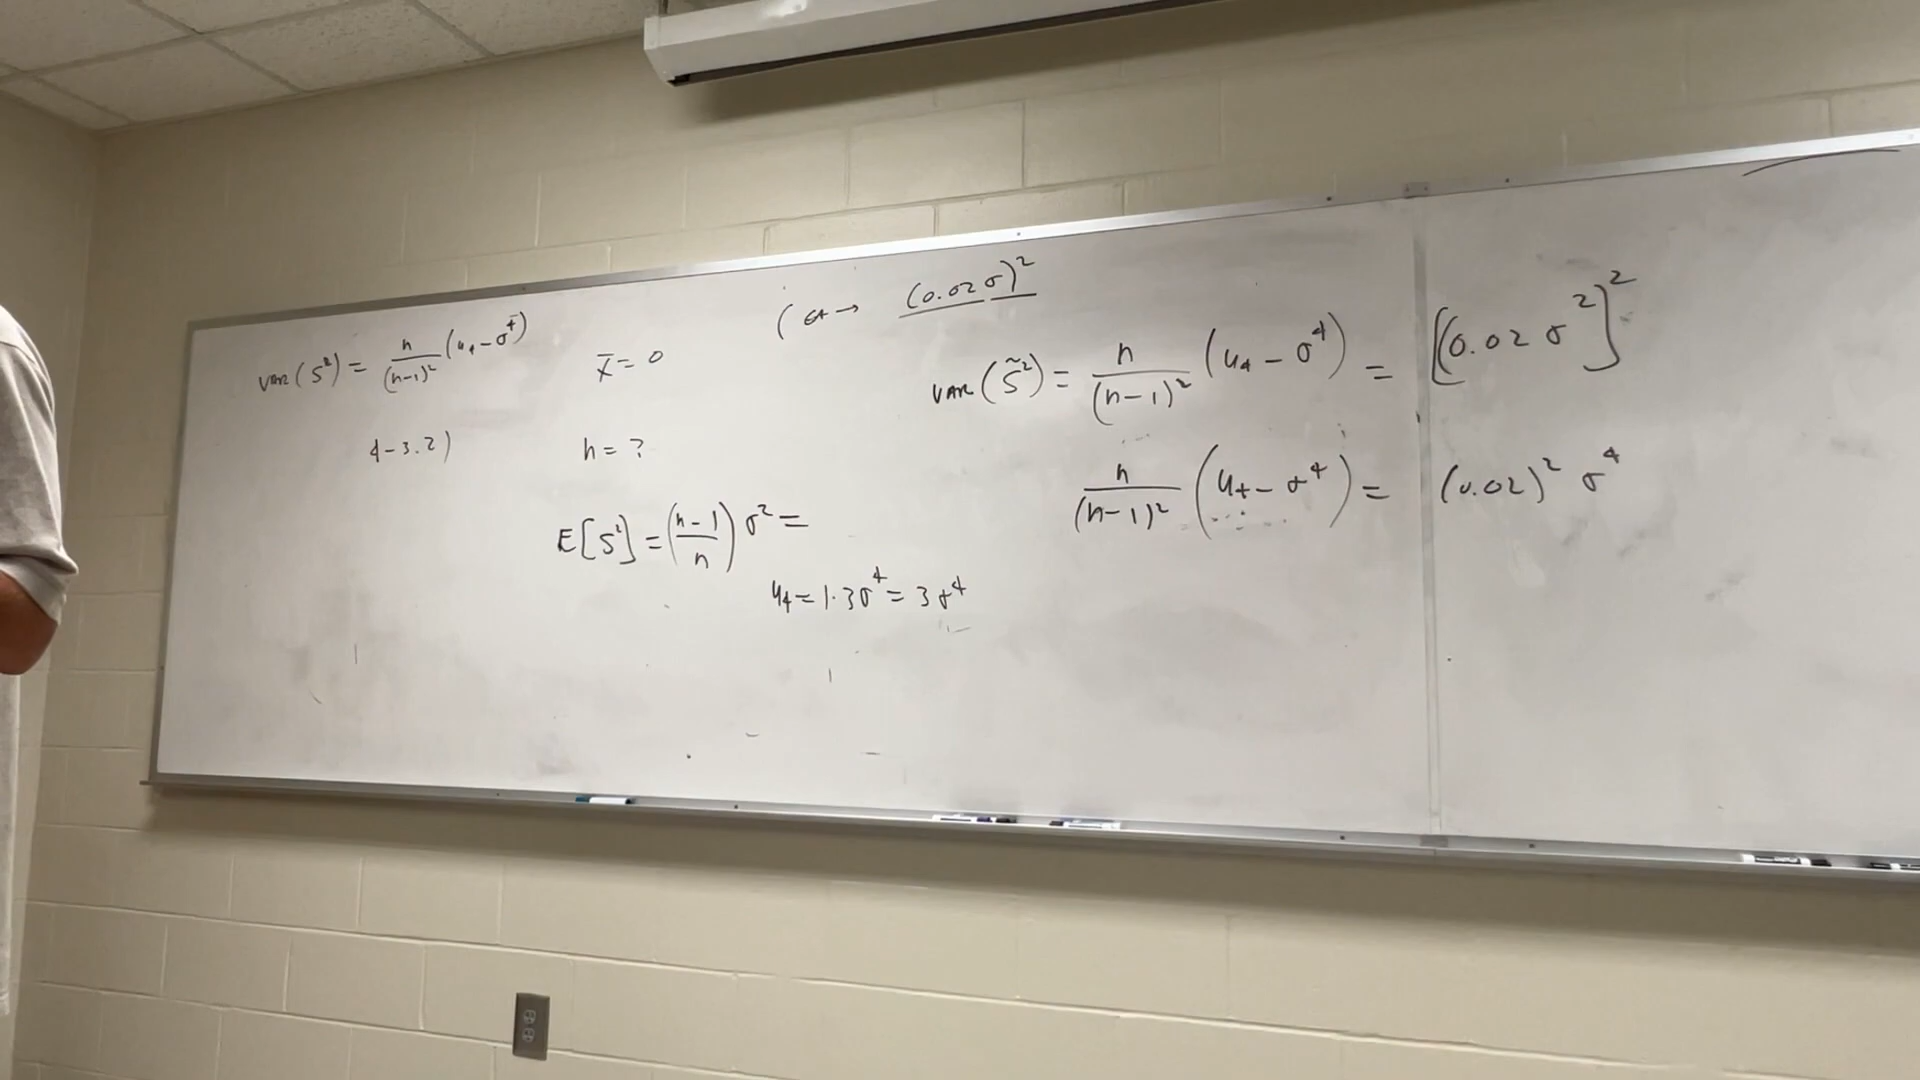 VAR(S²) = n/(n-1)² (u₄ - σ⁴)
x̄ = 0
4-3.2)
n = ?
E[S²] = ((n-1)/n) σ² =
u₄ = 1·3σ⁴ = 3σ⁴
(0.02σ)²
VAR(S̃²) = n/(n-1)² (u₄ - σ⁴) = [(0.02σ²)]²
n/(n-1)² (u₄ - σ⁴) = (0.02)² σ⁴